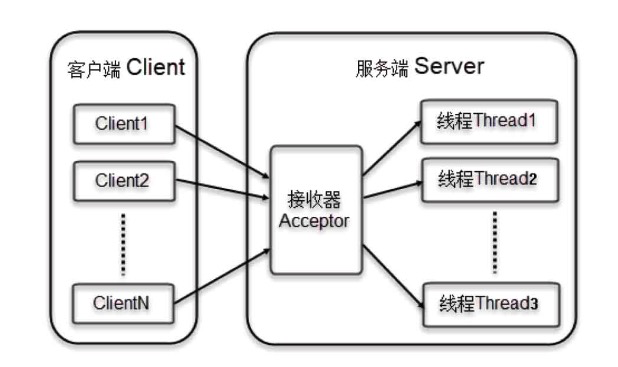 客户端 Client
服务端 Server
Client1
Client2
ClientN
接收器
Acceptor
线程Thread1
线程Thread2
线程Thread3